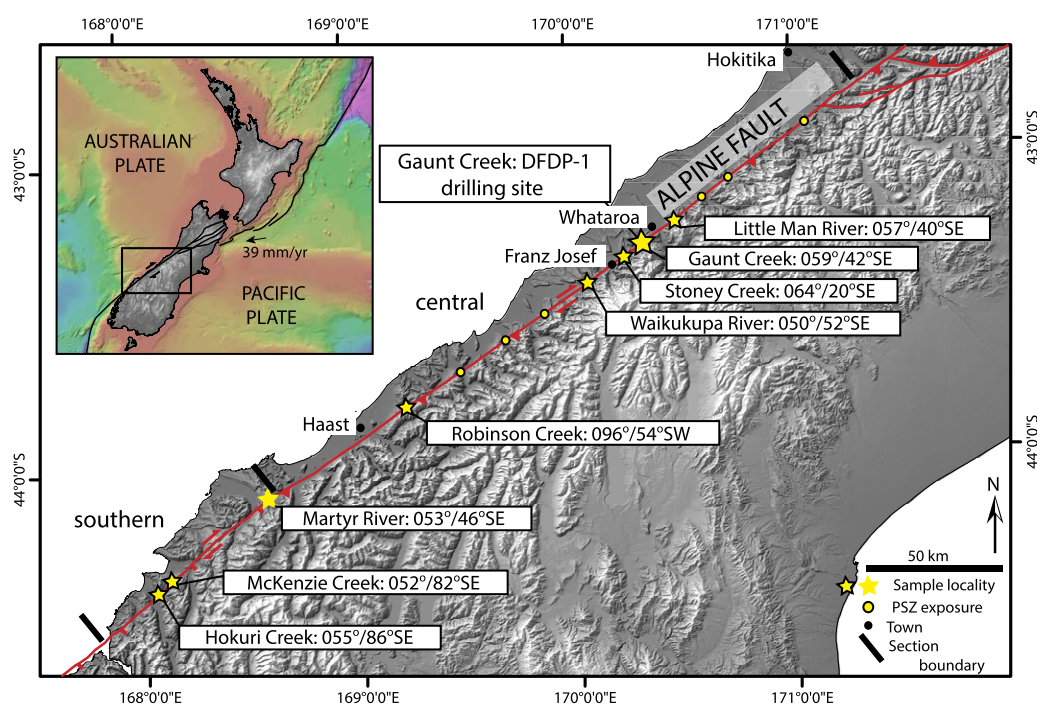 168°0'0"E
169°0'0"E
170°0'0"E
171°0'0"E
Hokitika
AUSTRALIAN
PLATE
39 mm/yr
PACIFIC
PLATE
43°0'0"S
43°0'0"S
ALPINE FAULT
Gaunt Creek: DFDP-1
drilling site
Whataroa
Little Man River: 057°/40°SE
Franz Josef
Gaunt Creek: 059°/42°SE
Stoney Creek: 064°/20°SE
central
Waikukupa River: 050°/52°SE
Haast
Robinson Creek: 096°/54°SW
44°0'0"S
44°0'0"S
southern
Martyr River: 053°/46°SE
McKenzie Creek: 052°/82°SE
Hokuri Creek: 055°/86°SE
N
50 km
Sample locality
PSZ exposure
Town
Section
boundary
168°0'0"E
169°0'0"E
170°0'0"E
171°0'0"E